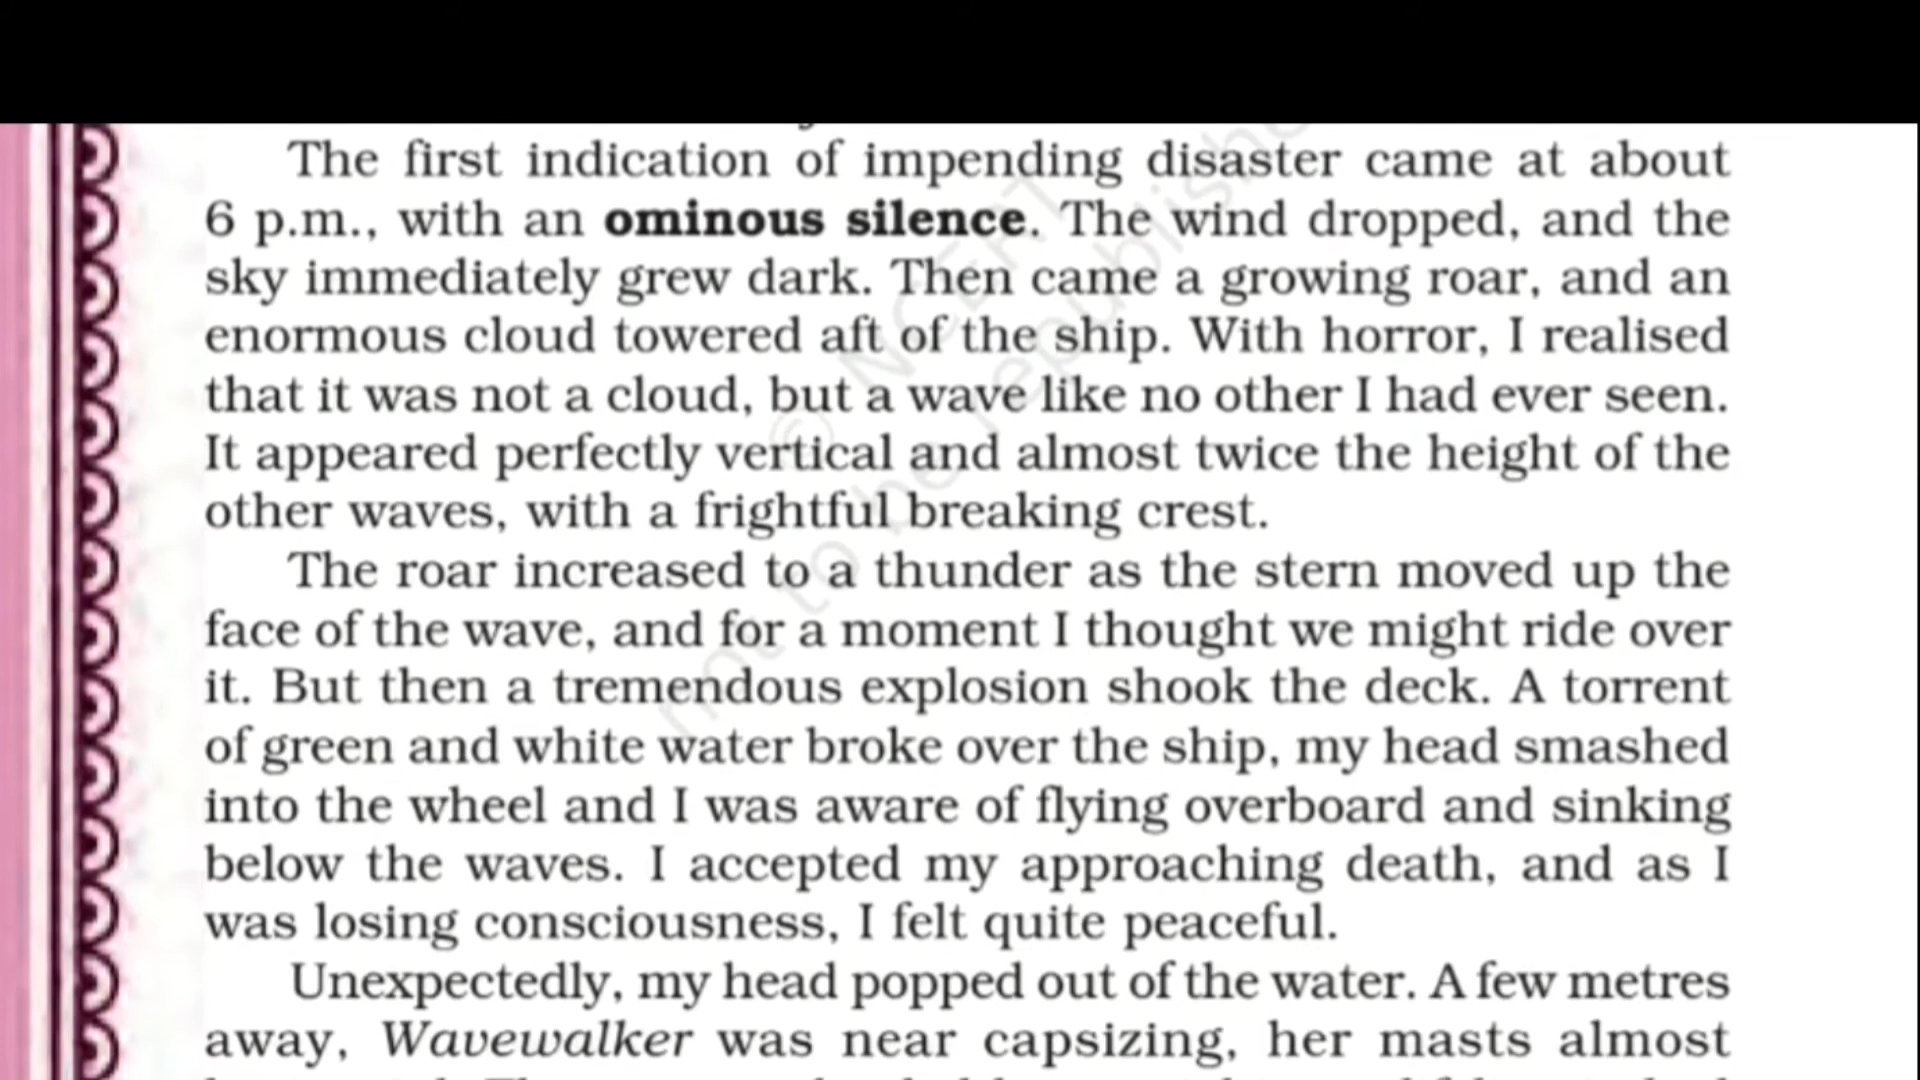 The first indication of impending disaster came at about
6 p.m., with an ominous silence. The wind dropped, and the
sky immediately grew dark. Then came a growing roar, and an
enormous cloud towered aft of the ship. With horror, I realised
that it was not a cloud, but a wave like no other I had ever seen.
It appeared perfectly vertical and almost twice the height of the
other waves, with a frightful breaking crest.
The roar increased to a thunder as the stern moved up the
face of the wave, and for a moment I thought we might ride over
it. But then a tremendous explosion shook the deck. A torrent
of green and white water broke over the ship, my head smashed
into the wheel and I was aware of flying overboard and sinking
below the waves. I accepted my approaching death, and as I
was losing consciousness, I felt quite peaceful.
Unexpectedly, my head popped out of the water. A few metres
away, Wavewalker was near capsizing, her masts almost
© NCERT
not to be republished